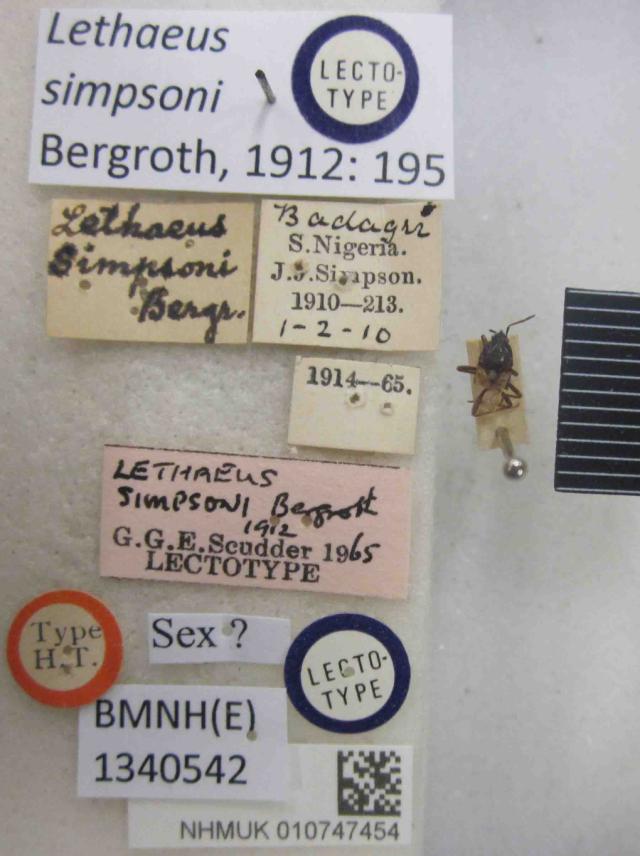 Lethaeus
simpsoni
Bergroth, 1912: 195
LECTO-
TYPE
Lethaeus
Simpsoni
Bergr.
Badagri
S.Nigeria.
J.J.Simpson.
1910—213.
1-2-10
1914—65.
LETHAEUS
SIMPSONI Bergroth
1912
G.G.E.Scudder 1965
LECTOTYPE
Type
H.T.
Sex ?
LECTO-
TYPE
BMNH(E)
1340542
NHMUK 010747454